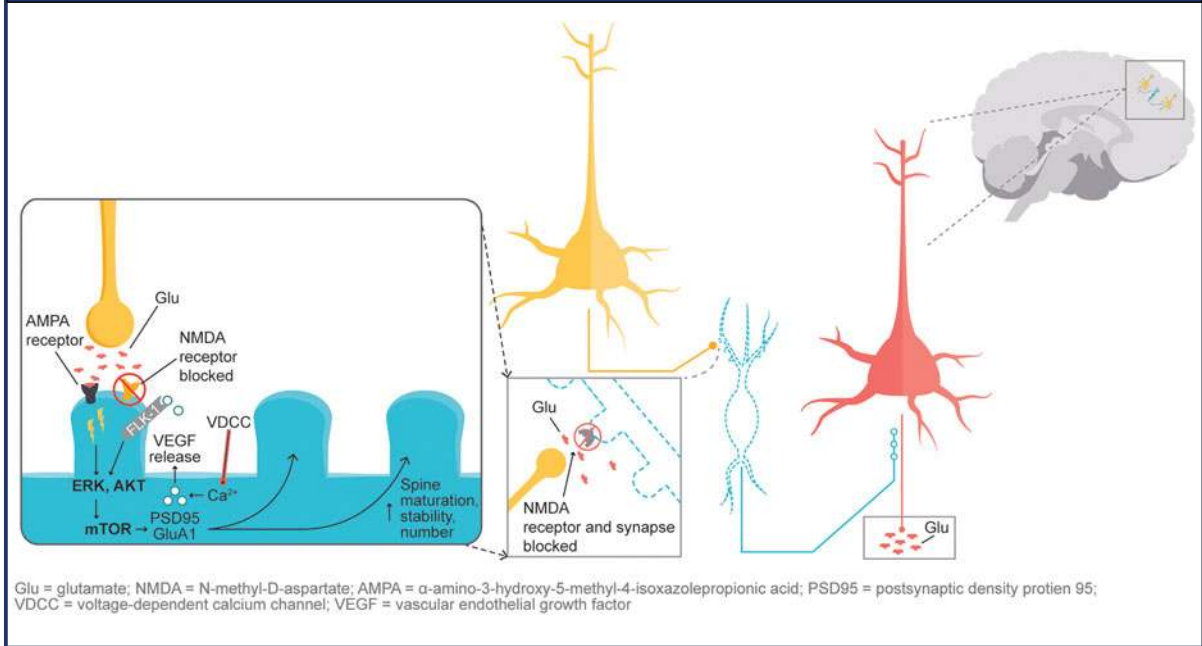 Glu
AMPA
receptor
NMDA
receptor
blocked
FLK-1
VDCC
VEGF
release
ERK, AKT
Ca²⁺
mTOR
PSD95
GluA1
Spine
maturation,
stability,
number
Glu
NMDA
receptor and synapse
blocked
Glu
Glu = glutamate; NMDA = N-methyl-D-aspartate; AMPA = α-amino-3-hydroxy-5-methyl-4-isoxazolepropionic acid; PSD95 = postsynaptic density protien 95;
VDCC = voltage-dependent calcium channel; VEGF = vascular endothelial growth factor